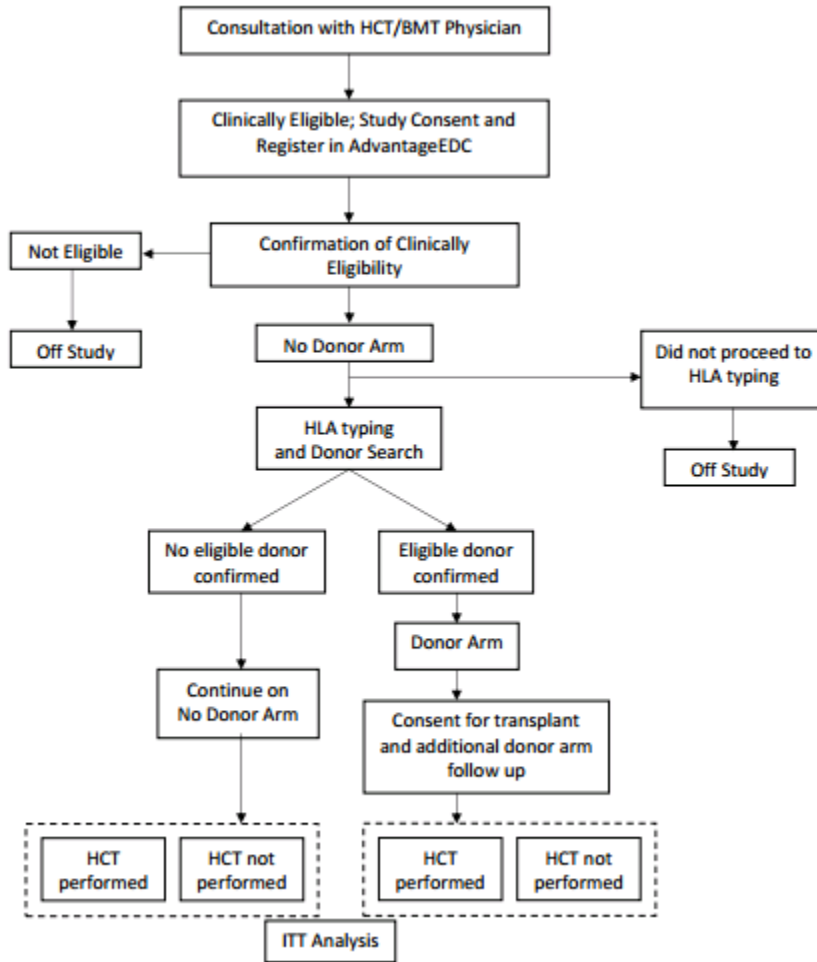 Consultation with HCT/BMT Physician
Clinically Eligible; Study Consent and
Register in AdvantageEDC
Not Eligible
Confirmation of Clinically
Eligibility
Off Study
No Donor Arm
Did not proceed to
HLA typing
HLA typing
and Donor Search
Off Study
No eligible donor
confirmed
Eligible donor
confirmed
Donor Arm
Continue on
No Donor Arm
Consent for transplant
and additional donor arm
follow up
HCT
performed
HCT not
performed
HCT
performed
HCT not
performed
ITT Analysis